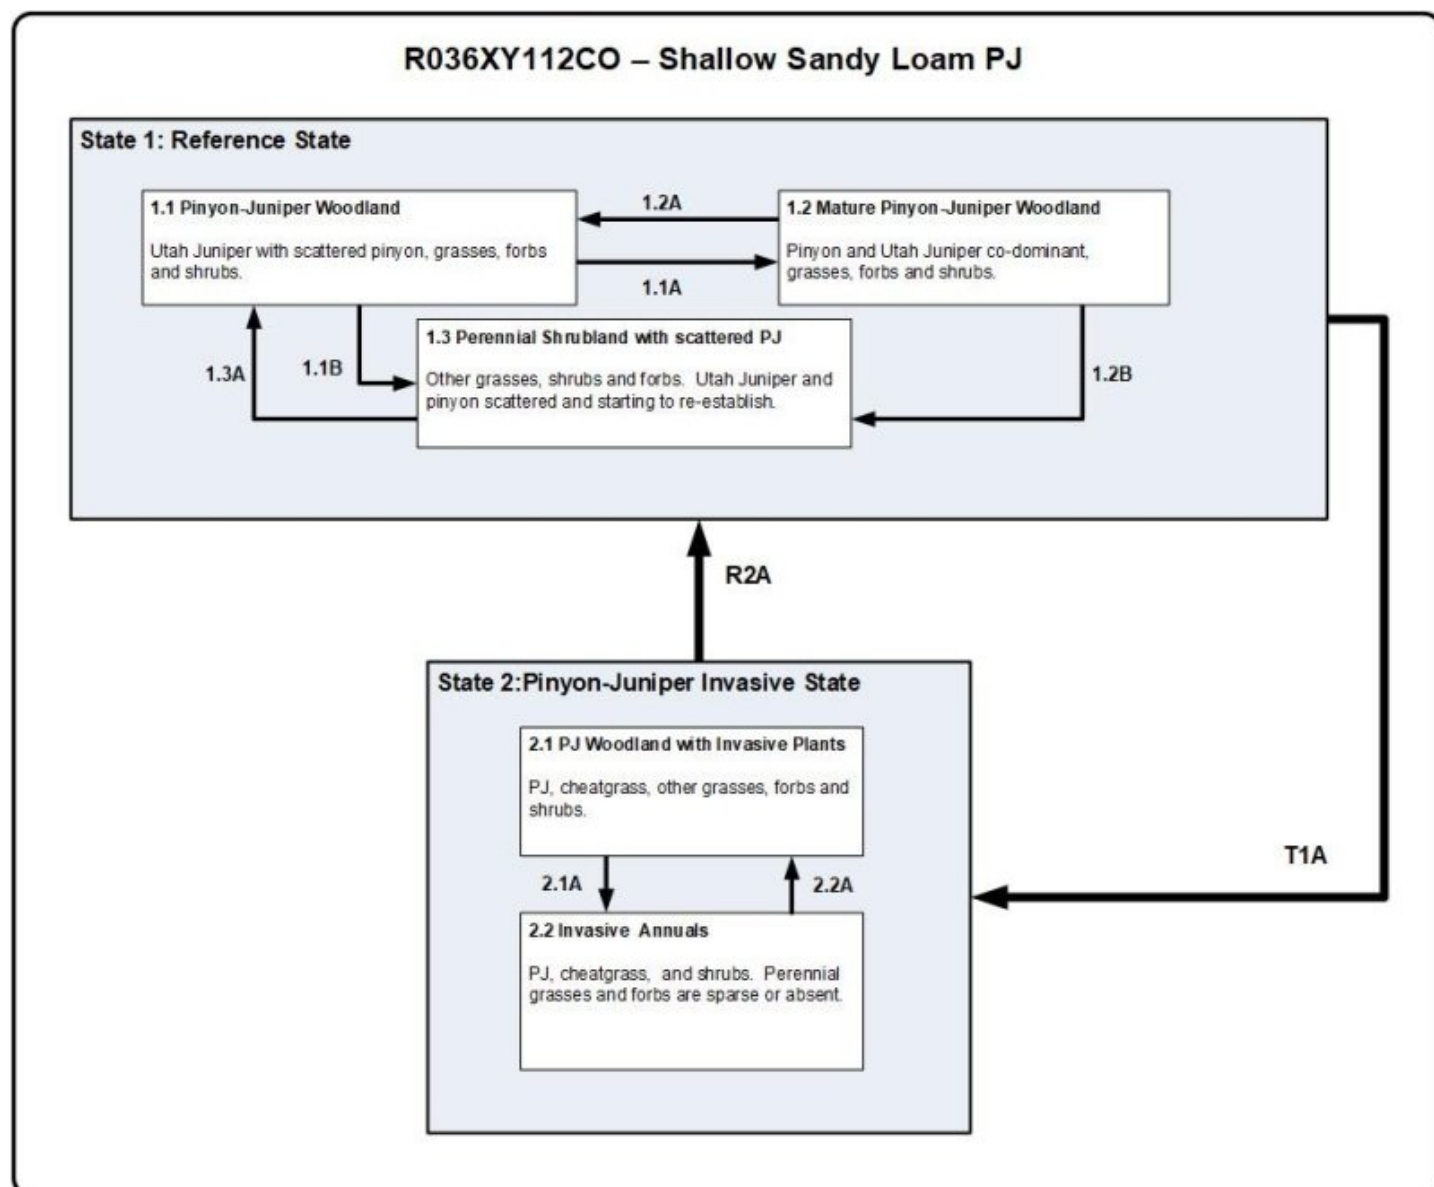 R036XY112CO – Shallow Sandy Loam PJ
State 1: Reference State
1.1 Pinyon-Juniper Woodland
Utah Juniper with scattered pinyon, grasses, forbs
and shrubs.
1.2A
1.1A
1.2 Mature Pinyon-Juniper Woodland
Pinyon and Utah Juniper co-dominant,
grasses, forbs and shrubs.
1.3A
1.1B
1.3 Perennial Shrubland with scattered PJ
Other grasses, shrubs and forbs. Utah Juniper and
pinyon scattered and starting to re-establish.
1.2B
R2A
State 2:Pinyon-Juniper Invasive State
2.1 PJ Woodland with Invasive Plants
PJ, cheatgrass, other grasses, forbs and
shrubs.
2.1A
2.2A
2.2 Invasive Annuals
PJ, cheatgrass, and shrubs. Perennial
grasses and forbs are sparse or absent.
T1A